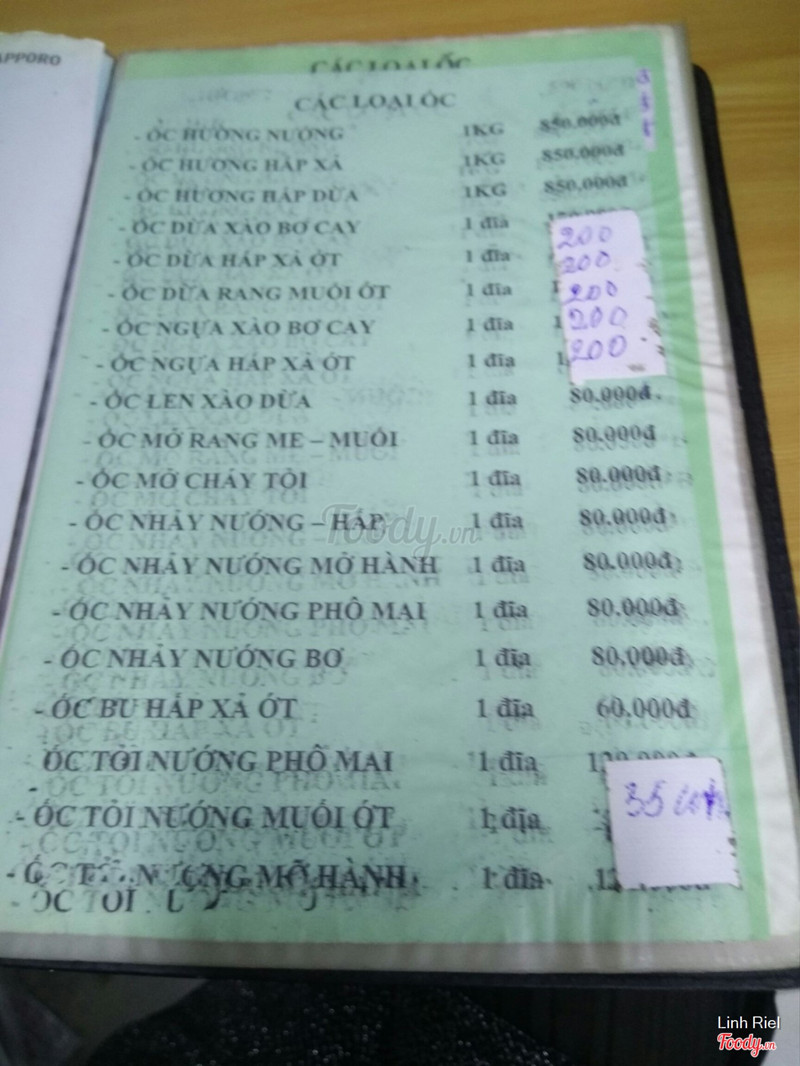 APPORO
CÁC LOẠI ỐC
CÁC LOẠI ỐC
- ỐC HƯƠNG NƯỚNG 1KG 850.000đ
- ỐC HƯƠNG HẤP XẢ 1KG 850.000đ
- ỐC HƯƠNG HẤP DỪA 1KG 850.000đ
- ỐC DỪA XÀO BƠ CAY 1 đĩa 200
- ỐC DỪA HẤP XẢ ỚT 1 đĩa 200
- ỐC DỪA RANG MUỐI ỚT 1 đĩa 200
- ỐC NGỰA XÀO BƠ CAY 1 đĩa 200
- ỐC NGỰA HẤP XẢ ỚT 1 đĩa 200
- ỐC LEN XÀO DỪA 1 đĩa 80.000đ
- ỐC MỠ RANG ME – MUỐI 1 đĩa 80.000đ
- ỐC MỠ CHÁY TỎI 1 đĩa 80.000đ
- ỐC NHẢY NƯỚNG – HẤP 1 đĩa 80.000đ
- ỐC NHẢY NƯỚNG MỞ HÀNH 1 đĩa 80.000đ
- ỐC NHẢY NƯỚNG PHÔ MAI 1 đĩa 80.000đ
- ỐC NHẢY NƯỚNG BƠ 1 đĩa 80.000đ
- ỐC BU HẤP XẢ ỚT 1 đĩa 60.000đ
- ỐC TỎI NƯỚNG PHÔ MAI 1 đĩa
- ỐC TỎI NƯỚNG MUỐI ỚT 1 đĩa 35
- ỐC TỎI NƯỚNG MỠ HÀNH 1 đĩa
Foody.vn
Linh Riel
Foody.vn